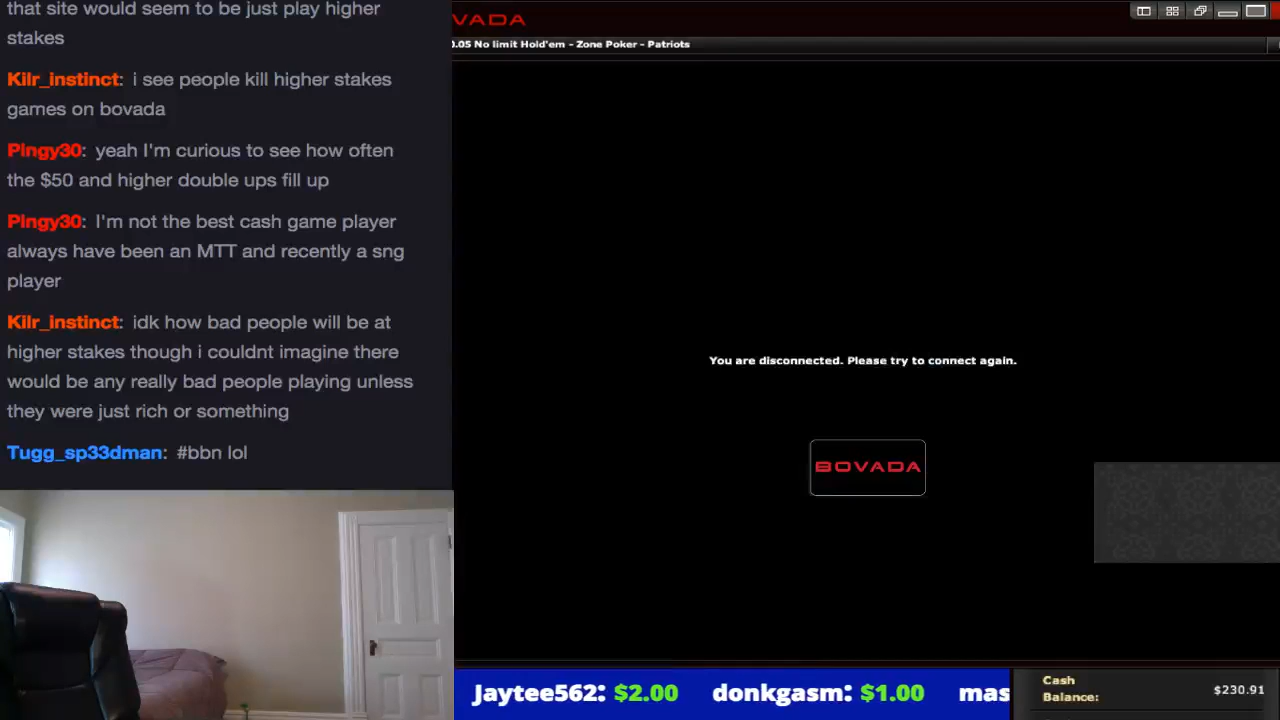 that site would seem to be just play higher
stakes
Kilr_instinct: i see people kill higher stakes
games on bovada
Pingy30: yeah I'm curious to see how often
the $50 and higher double ups fill up
Pingy30: I'm not the best cash game player
always have been an MTT and recently a sng
player
Kilr_instinct: idk how bad people will be at
higher stakes though i couldnt imagine there
would be any really bad people playing unless
they were just rich or something
Tugg_sp33dman: #bbn lol
VADA
0.05 No limit Hold'em - Zone Poker - Patriots
You are disconnected. Please try to connect again.
BOVADA
Jaytee562: $2.00 donkgasm: $1.00 mas
Cash
Balance:
$230.91